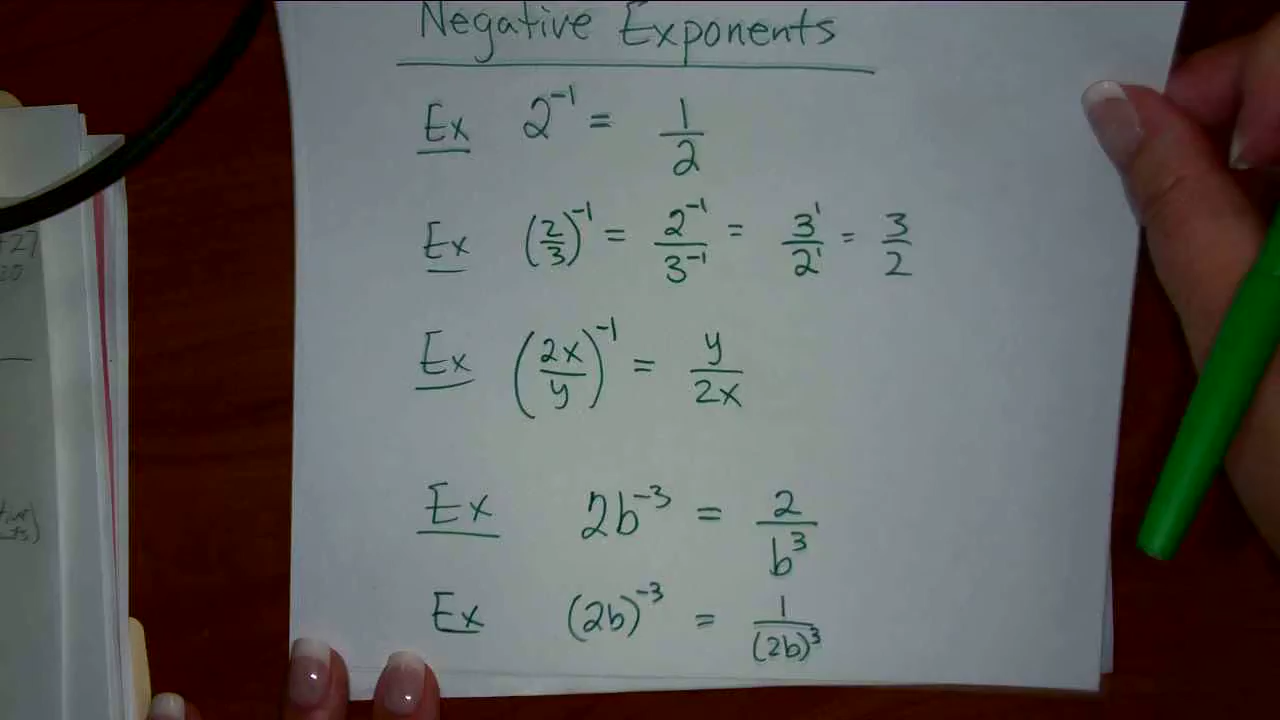 Negative Exponents
Ex 2⁻¹ = 1/2
Ex (2/3)⁻¹ = 2⁻¹/3⁻¹ = 3¹/2¹ = 3/2
Ex (2x/y)⁻¹ = y/2x
Ex 2b⁻³ = 2/b³
Ex (2b)⁻³ = 1/(2b)³